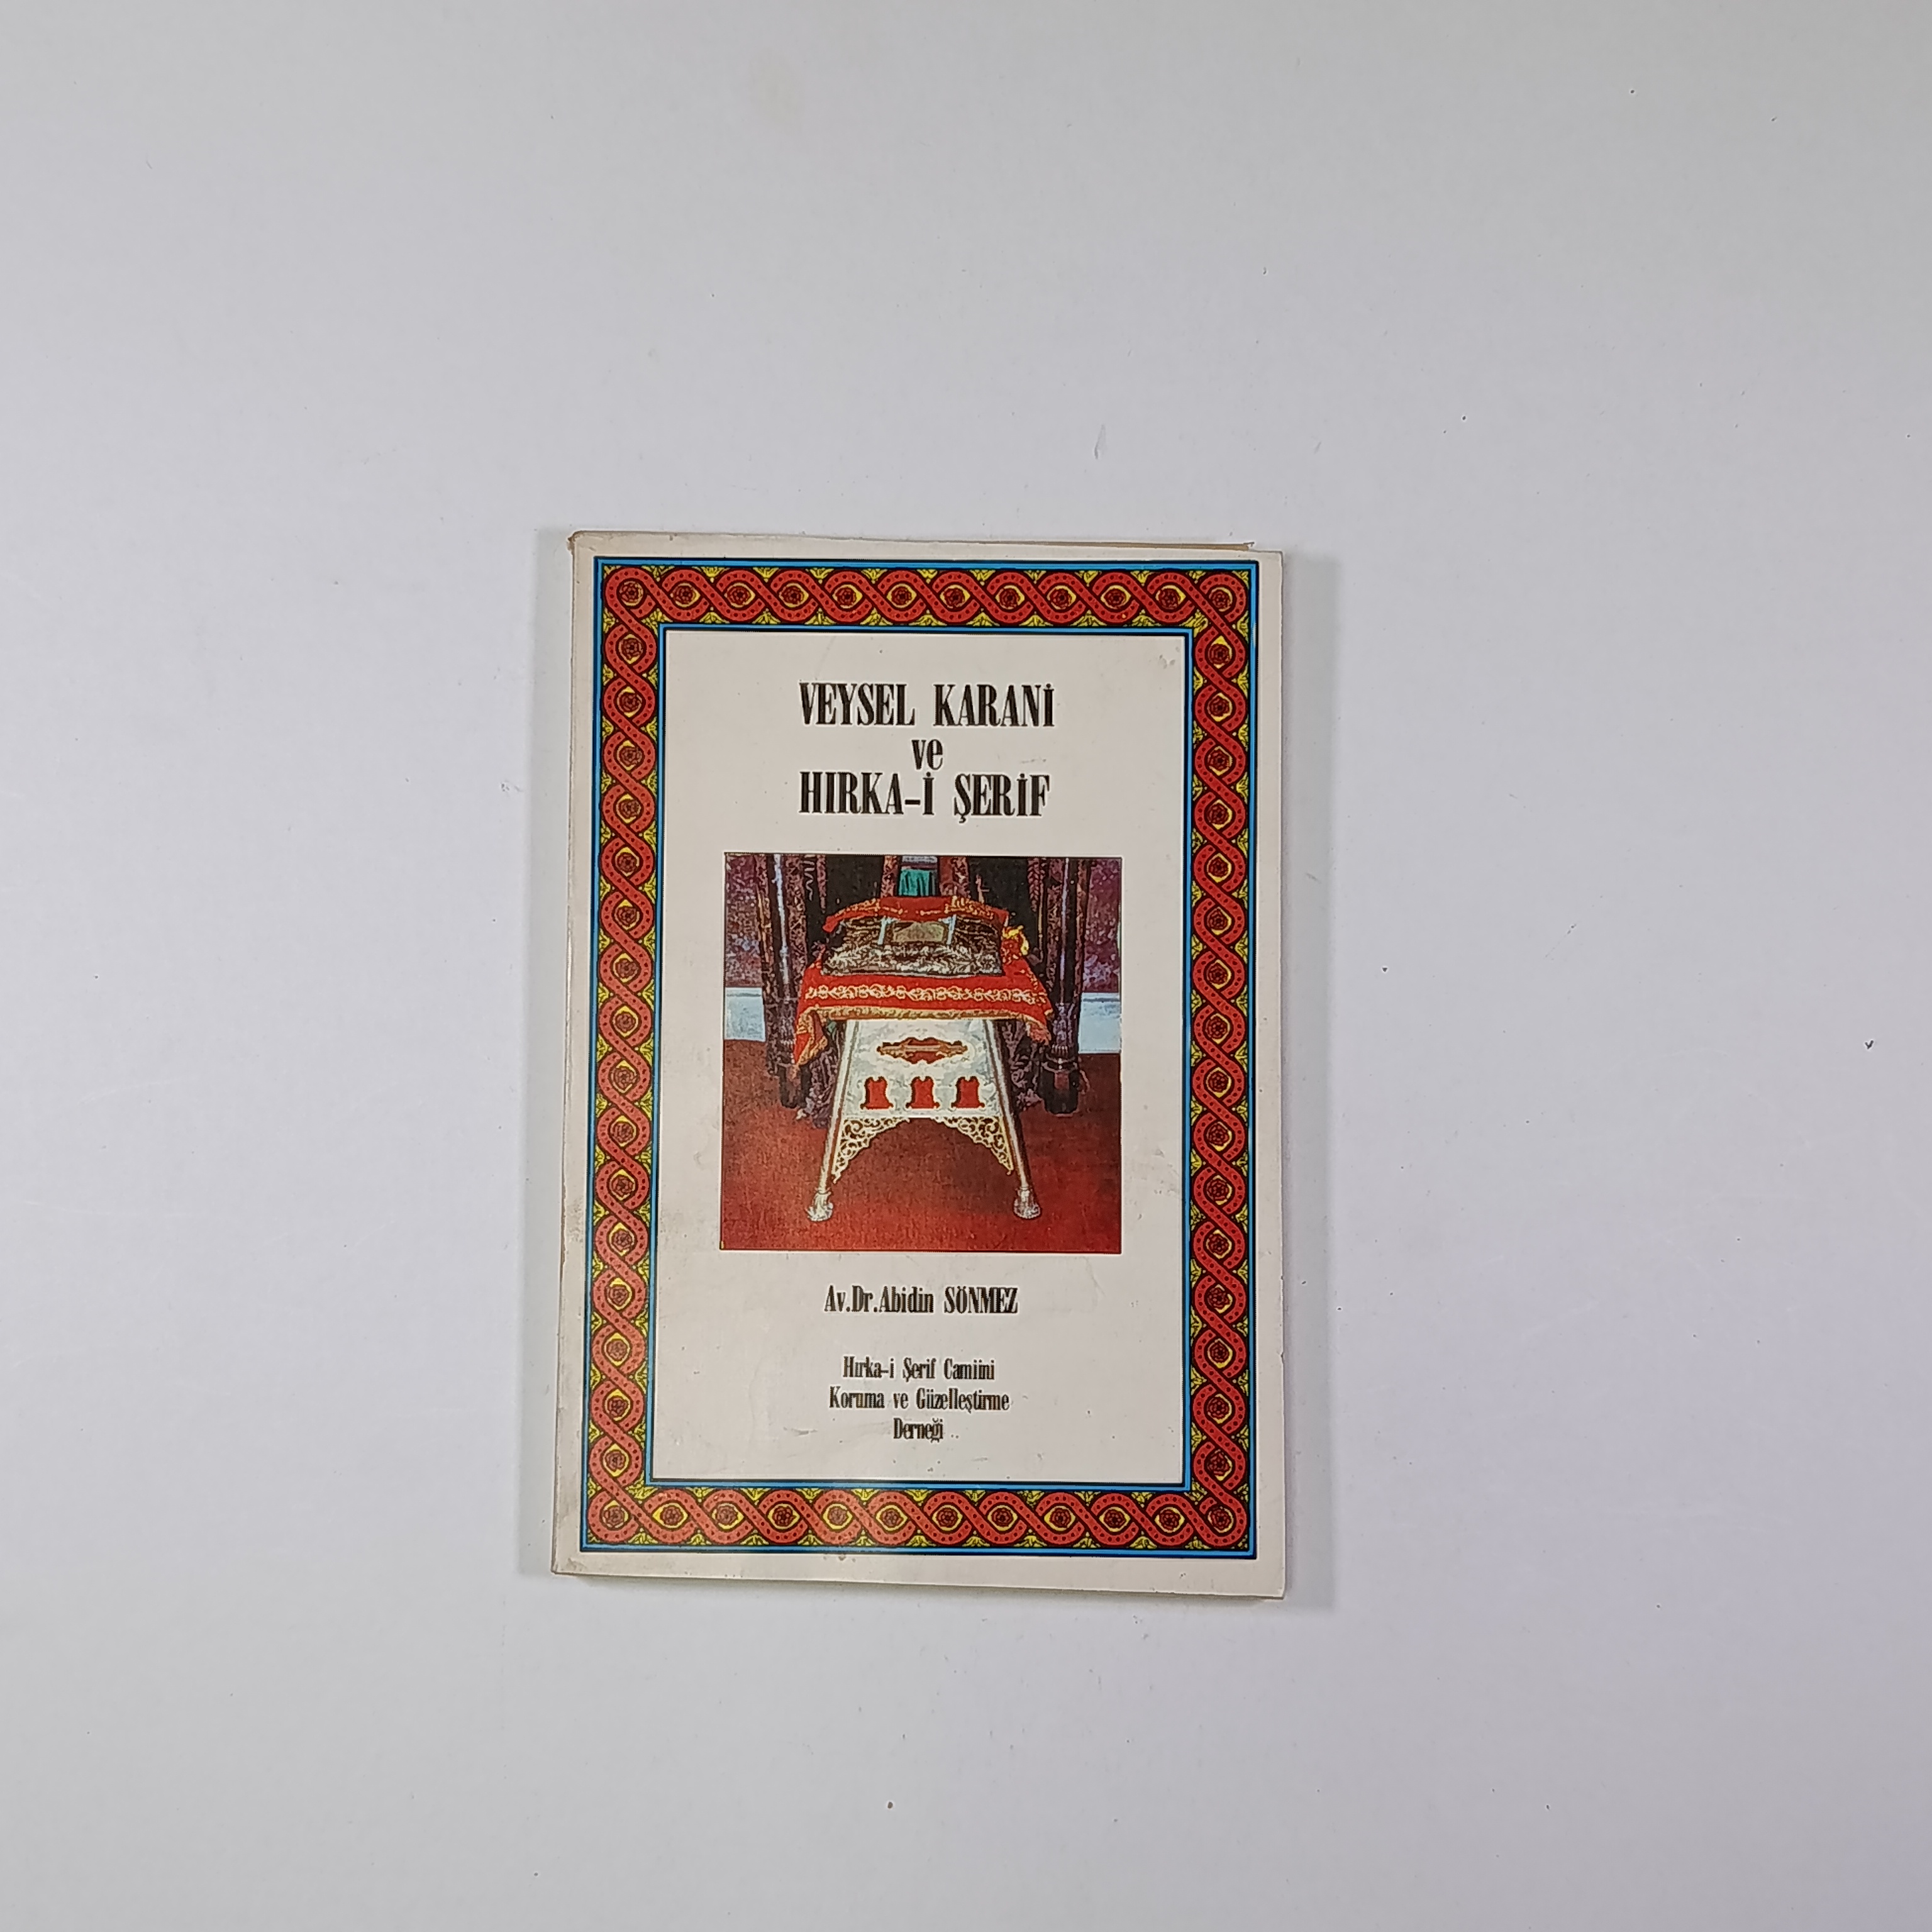 VEYSEL KARANİ
ve
HIRKA-İ ŞERİF
Av.Dr.Abidin SÖNMEZ
Hırka-i Şerif Camiini
Koruma ve Güzelleştirme
Derneği